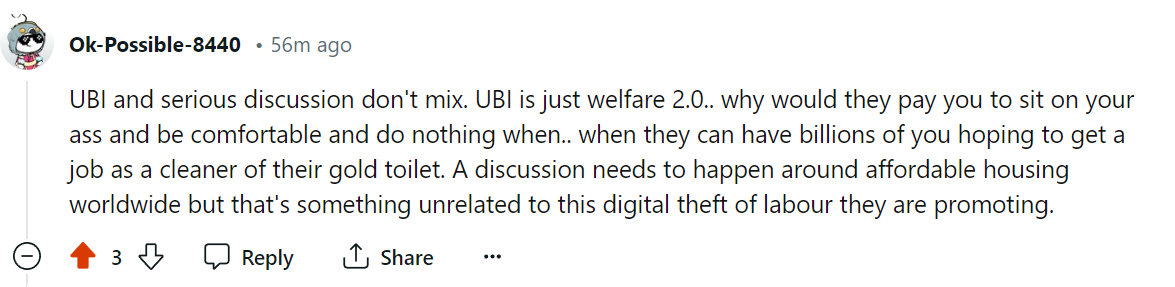 Ok-Possible-8440 • 56m ago
UBI and serious discussion don't mix. UBI is just welfare 2.0.. why would they pay you to sit on your
ass and be comfortable and do nothing when.. when they can have billions of you hoping to get a
job as a cleaner of their gold toilet. A discussion needs to happen around affordable housing
worldwide but that's something unrelated to this digital theft of labour they are promoting.
3 Reply Share ...